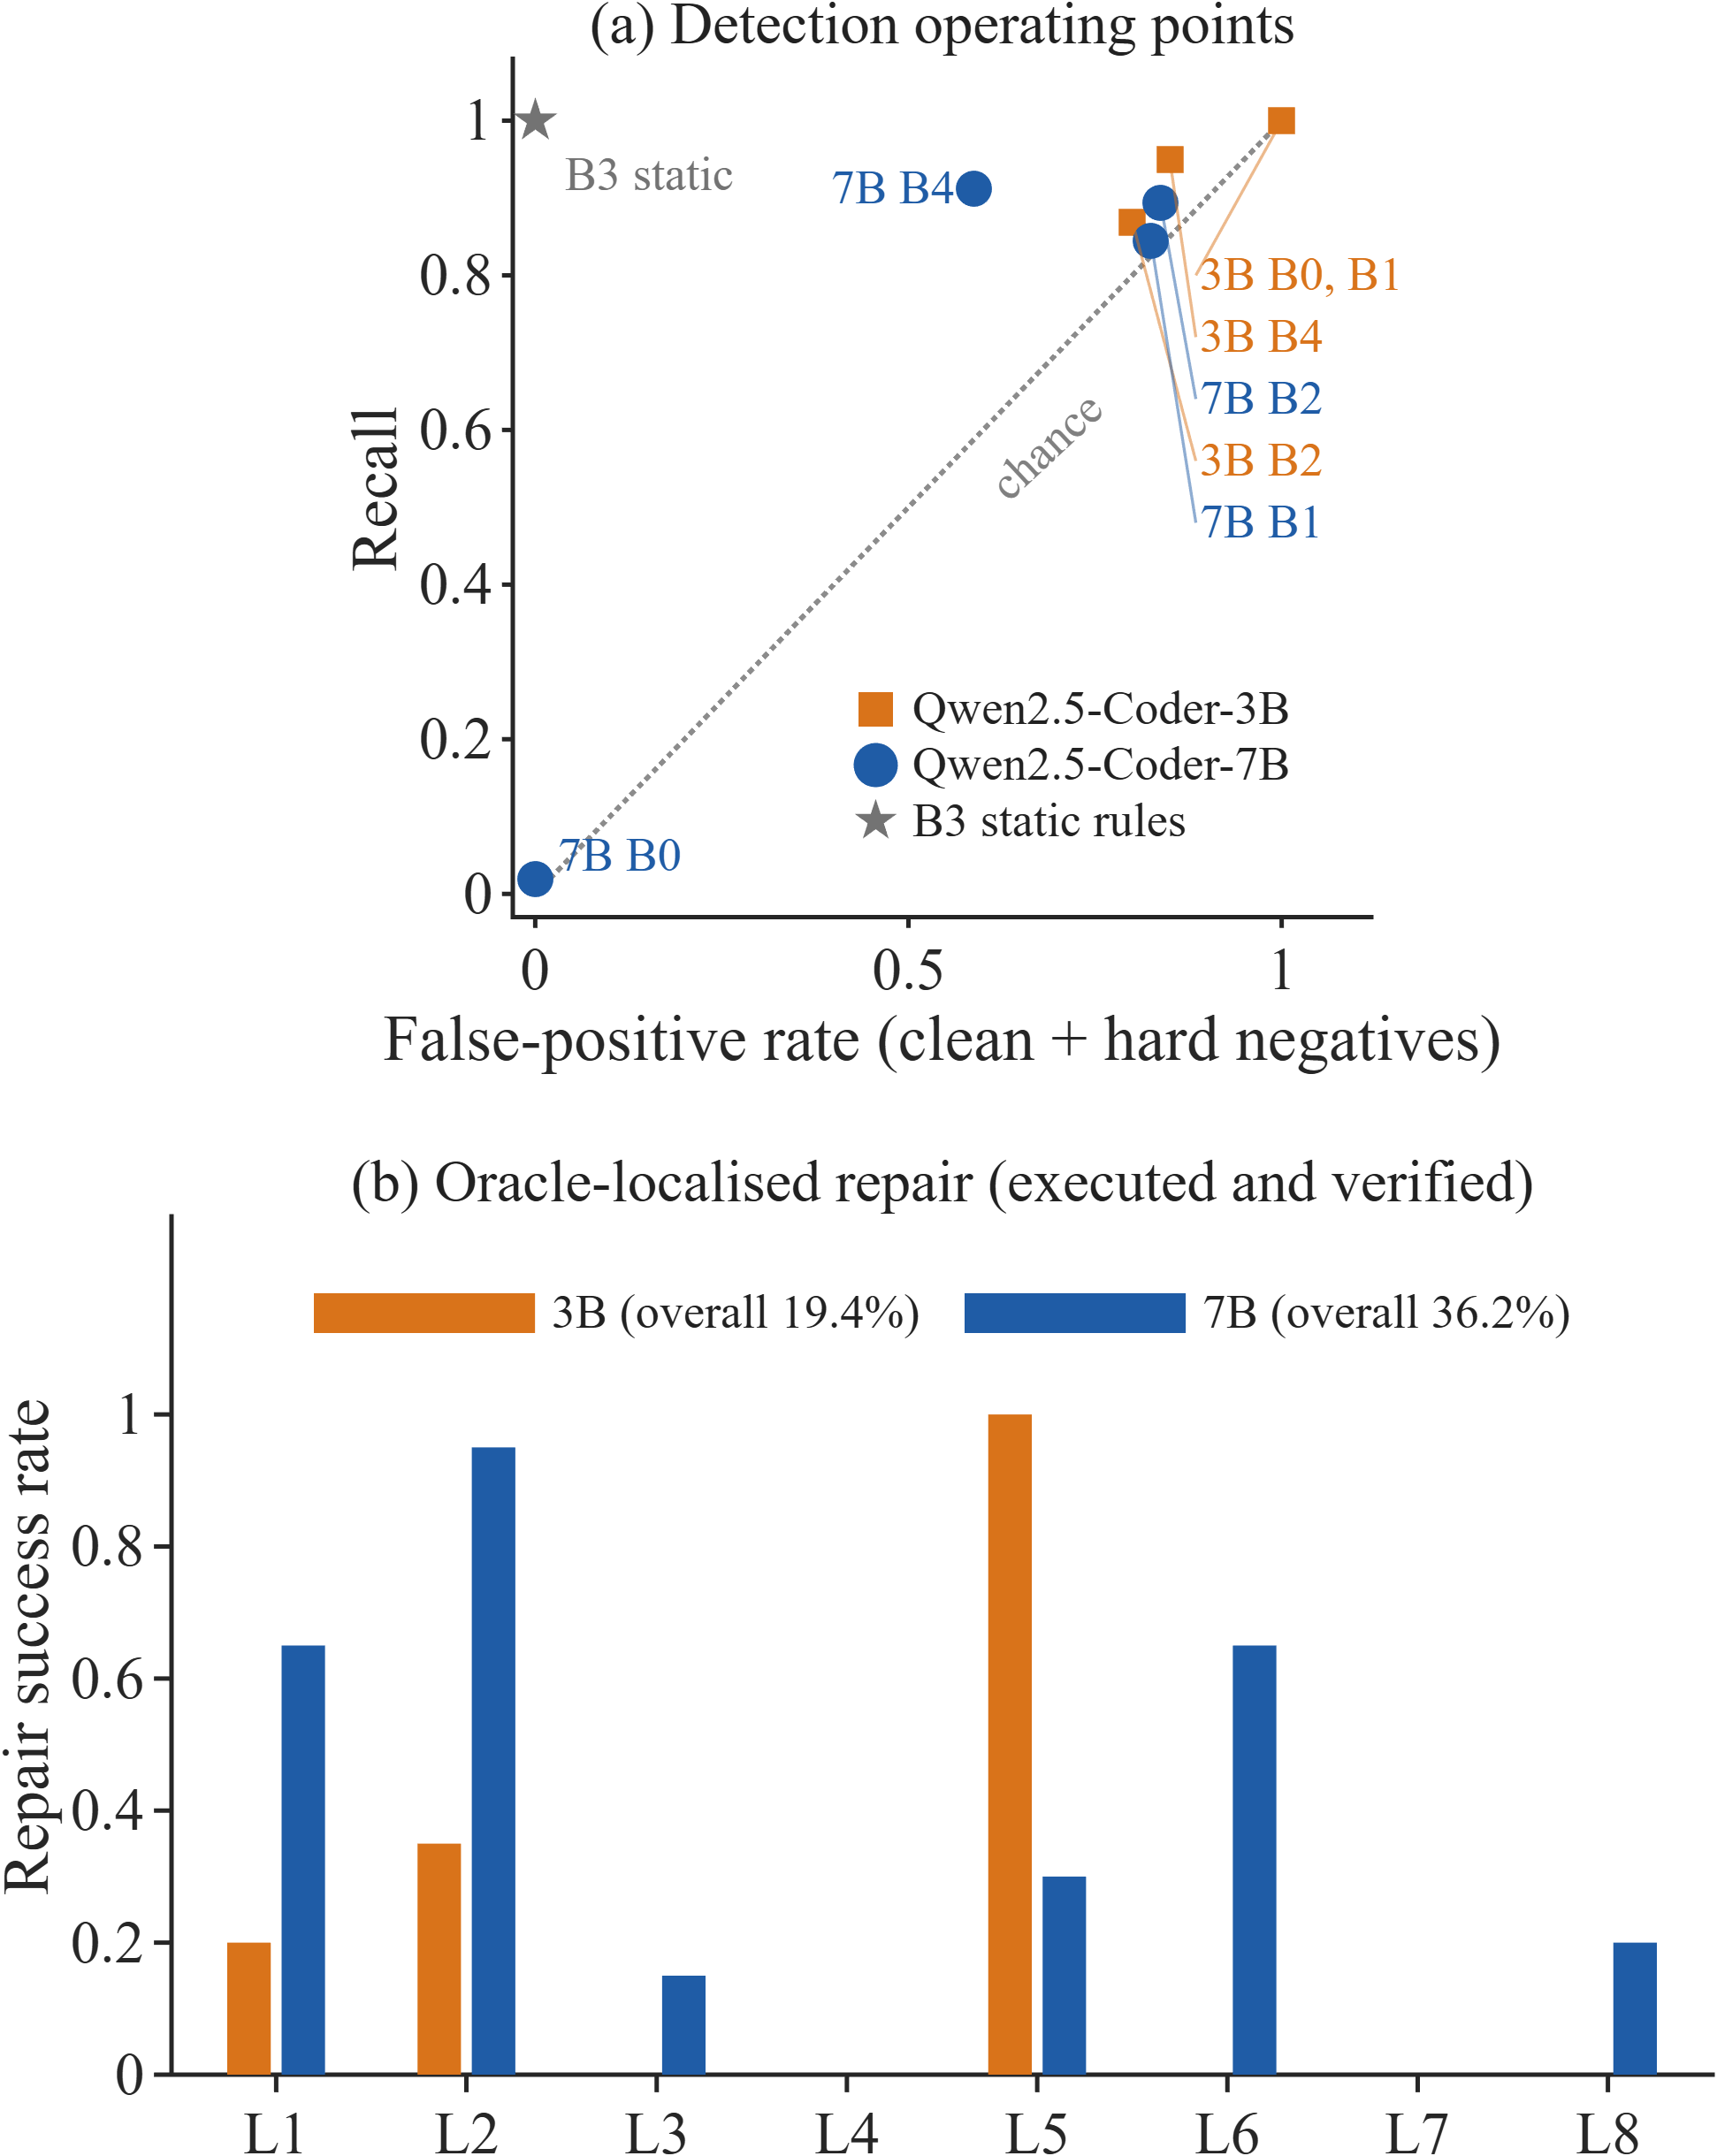 (a) Detection operating points
1
0.8
0.6
0.4
0.2
0
Recall
B3 static
7B B4
3B B0, B1
3B B4
7B B2
3B B2
7B B1
chance
Qwen2.5-Coder-3B
Qwen2.5-Coder-7B
B3 static rules
7B B0
0 0.5 1
False-positive rate (clean + hard negatives)
(b) Oracle-localised repair (executed and verified)
3B (overall 19.4%) 7B (overall 36.2%)
1
0.8
0.6
0.4
0.2
0
Repair success rate
L1 L2 L3 L4 L5 L6 L7 L8